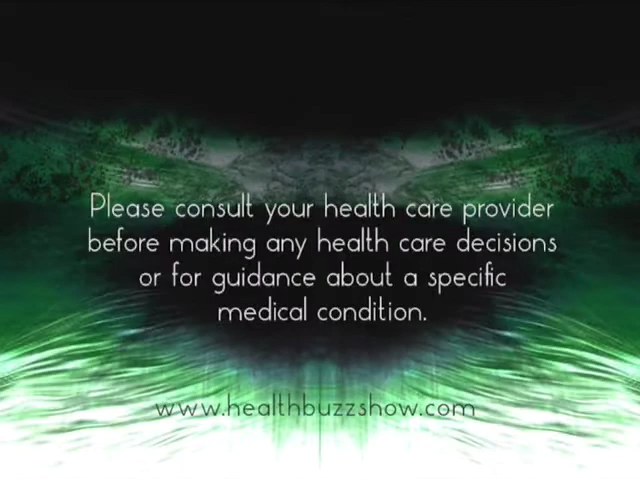 Please consult your health care provider
before making any health care decisions
or for guidance about a specific
medical condition.
www.healthbuzzshow.com